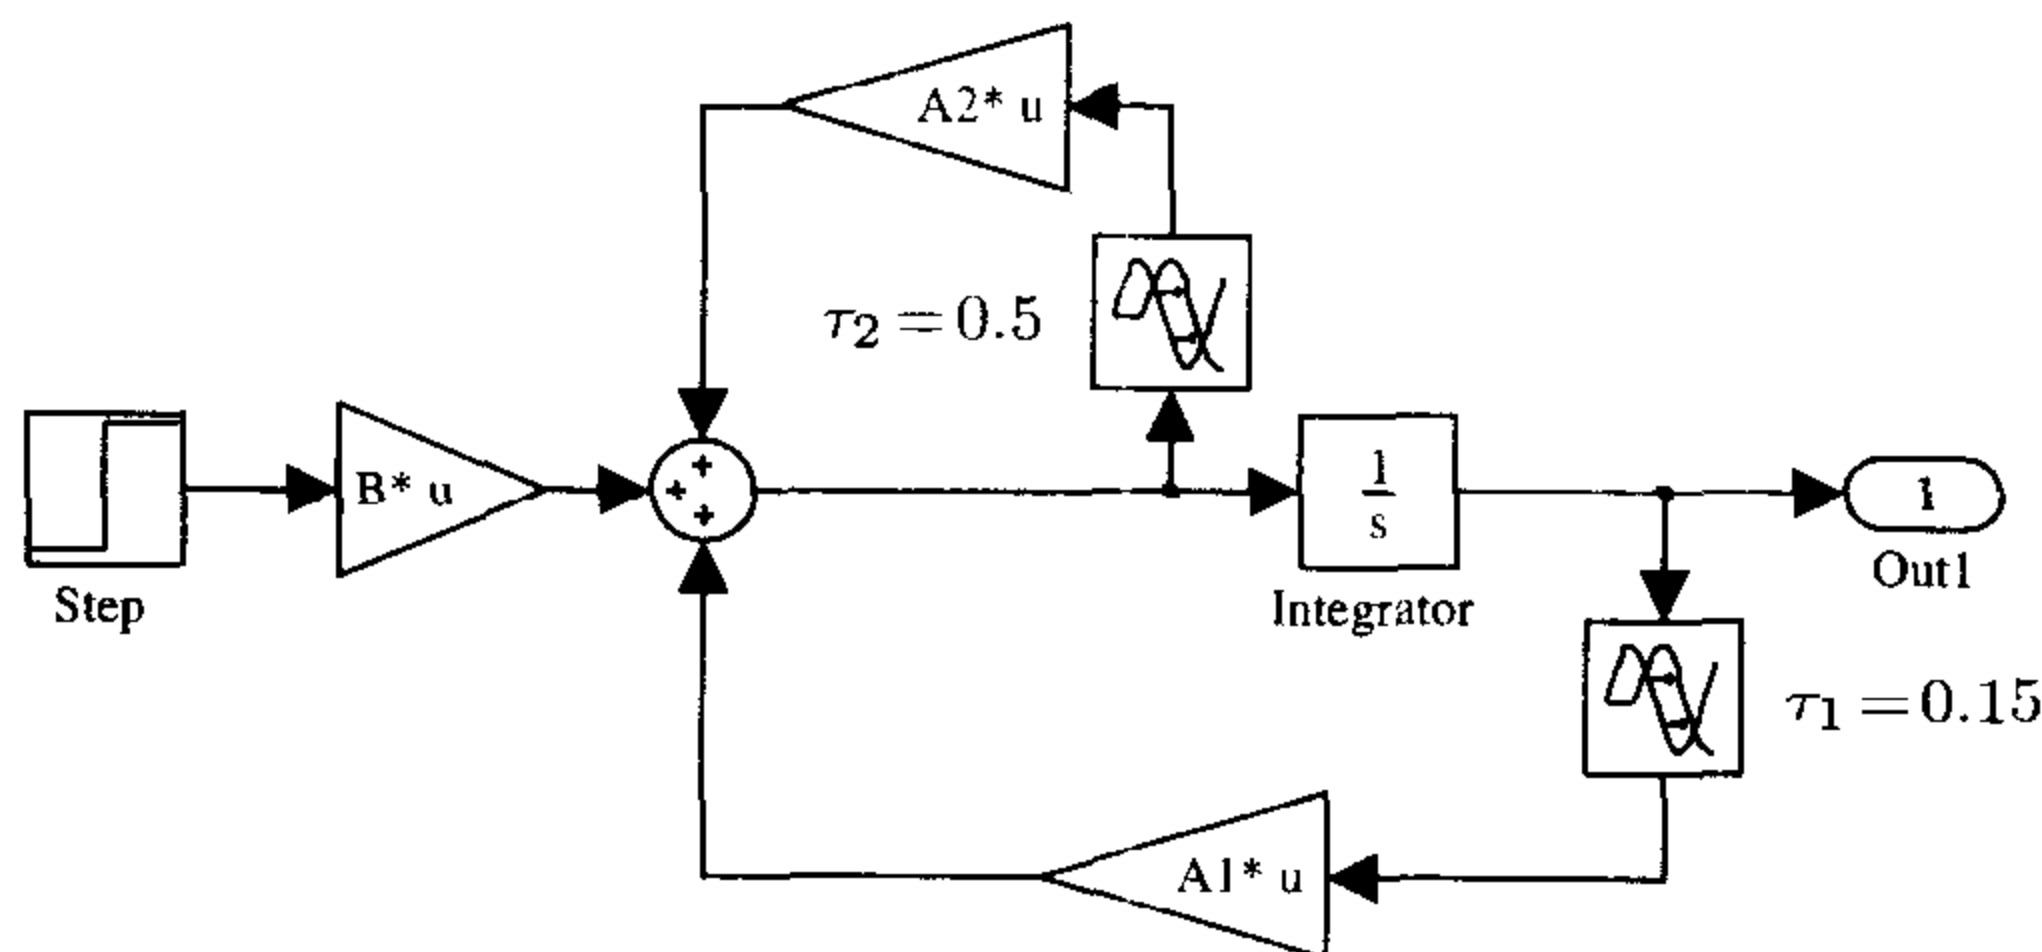 A2* u
τ₂ = 0.5
B* u
+
+
+
1
s
1
Step
Integrator
Out1
τ₁ = 0.15
A1* u